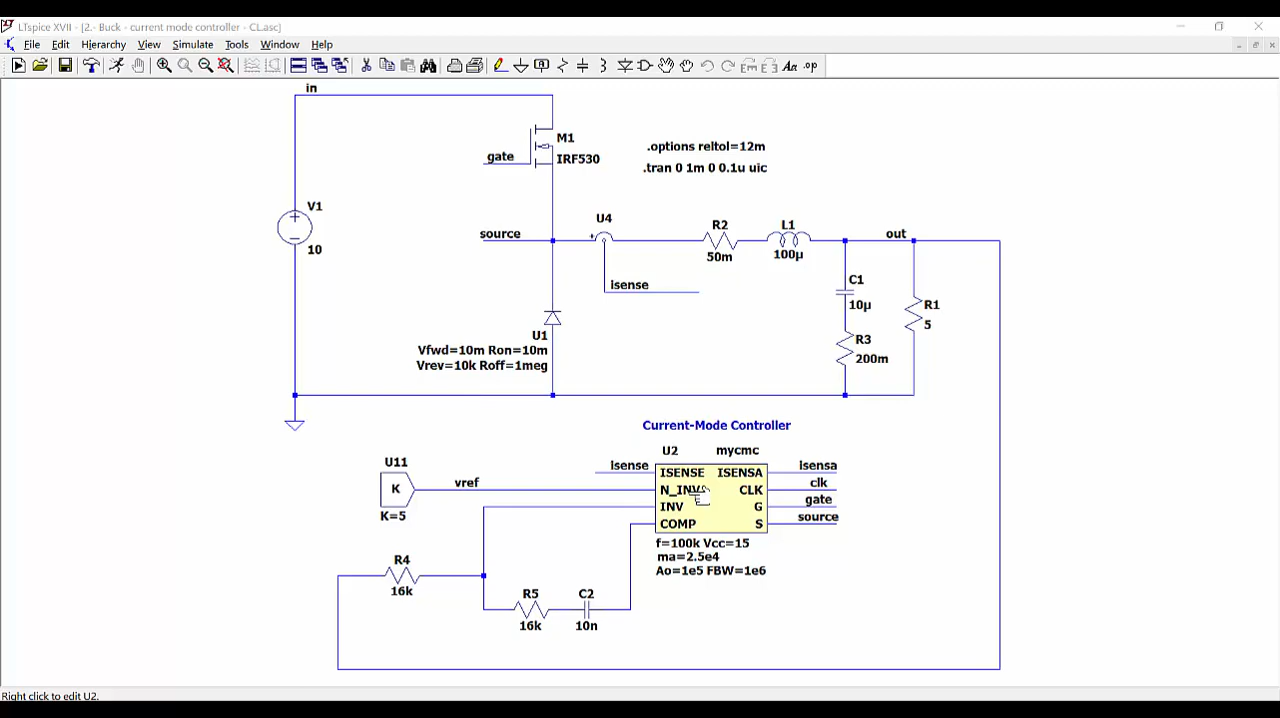 LTspice XVII - [2.- Buck - current mode controller - CL.asc]
File Edit Hierarchy View Simulate Tools Window Help
Aa .op
in
M1
gate
IRF530
.options reltol=12m
.tran 0 1m 0 0.1u uic
V1
10
source
U4
R2
50m
L1
100µ
out
Isense
C1
10µ
R1
5
R3
200m
U1
Vfwd=10m Ron=10m
Vrev=10k Roff=1meg
Current-Mode Controller
U2 mycmc
U11
K
K=5
vref
Isense
ISENSE ISENSA
Isensa
N_INV CLK
clk
INV G
gate
COMP S
source
f=100k Vcc=15
ma=2.5e4
Ao=1e5 FBW=1e6
R4
16k
R5
16k
C2
10n
Right click to edit U2.